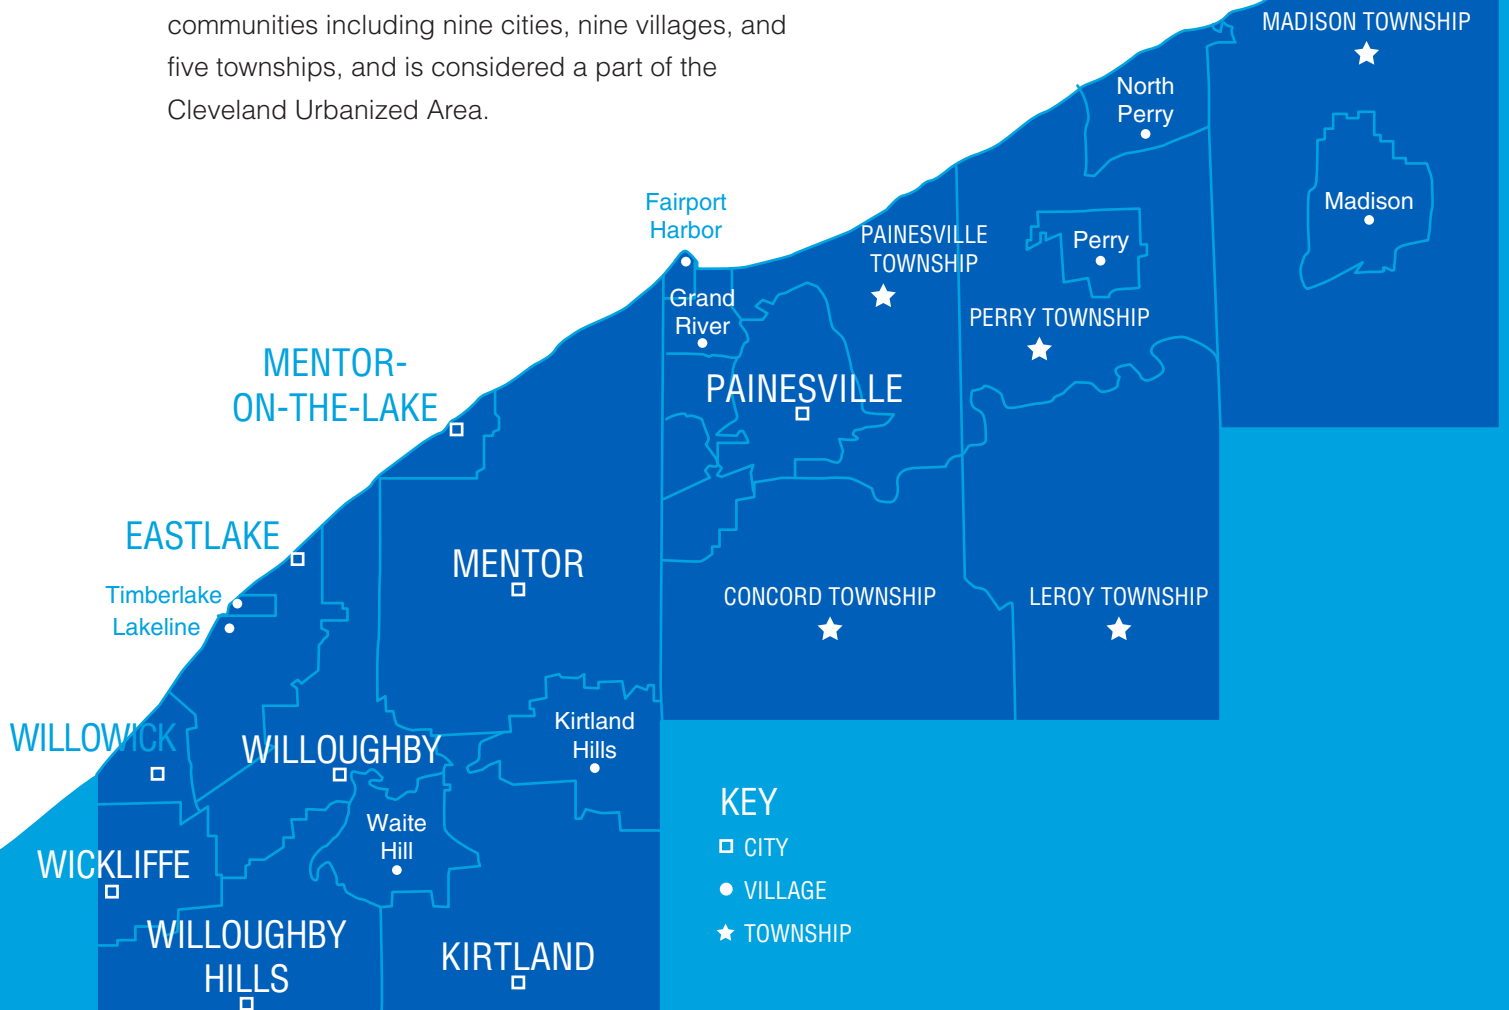 communities including nine cities, nine villages, and
five townships, and is considered a part of the
Cleveland Urbanized Area.
MADISON TOWNSHIP
North
Perry
Madison
Fairport
Harbor
PAINESVILLE
TOWNSHIP
Perry
Grand
River
PERRY TOWNSHIP
MENTOR-
ON-THE-LAKE
PAINESVILLE
EASTLAKE
MENTOR
Timberlake
Lakeline
CONCORD TOWNSHIP
LEROY TOWNSHIP
WILLOWICK
WILLOUGHBY
Kirtland
Hills
Waite
Hill
WICKLIFFE
WILLOUGHBY
HILLS
KIRTLAND
KEY
CITY
VILLAGE
TOWNSHIP